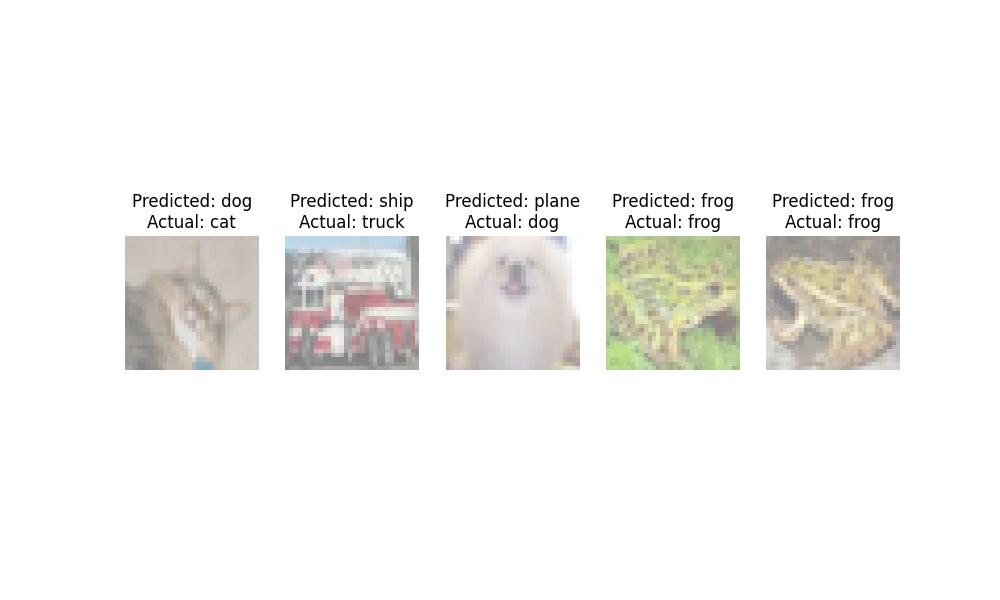 Predicted: dog
Actual: cat
Predicted: ship
Actual: truck
Predicted: plane
Actual: dog
Predicted: frog
Actual: frog
Predicted: frog
Actual: frog